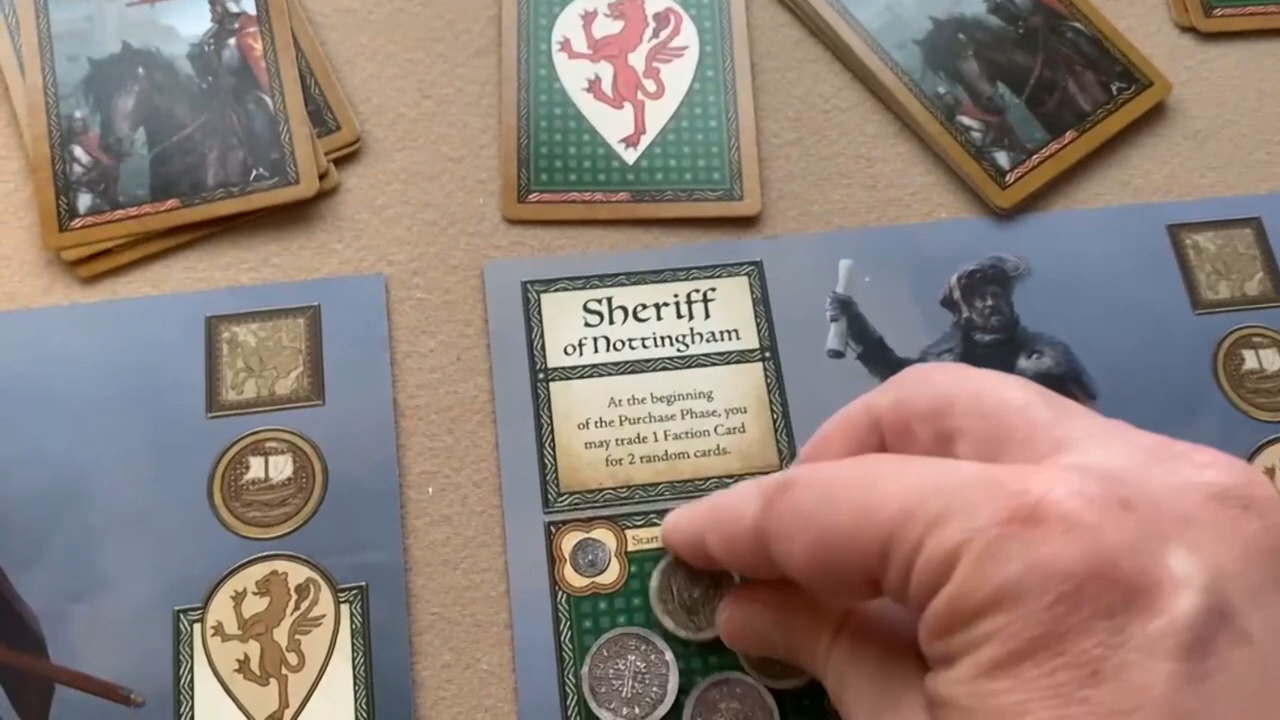 Sheriff
of Nottingham
At the beginning
of the Purchase Phase, you
may trade 1 Faction Card
for 2 random cards.
Start